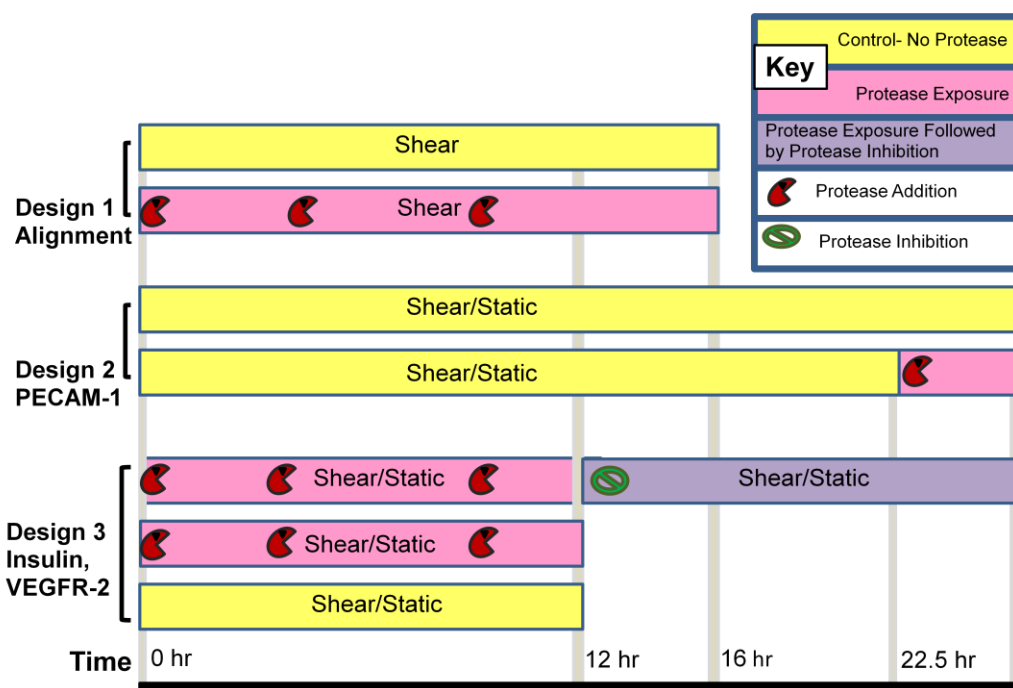 Control- No Protease
Key
Protease Exposure
Protease Exposure Followed
by Protease Inhibition
Protease Addition
Protease Inhibition
Shear
Design 1
Alignment
Shear
Shear/Static
Design 2
PECAM-1
Shear/Static
Shear/Static
Shear/Static
Design 3
Insulin,
VEGFR-2
Shear/Static
Shear/Static
Time
0 hr
12 hr
16 hr
22.5 hr